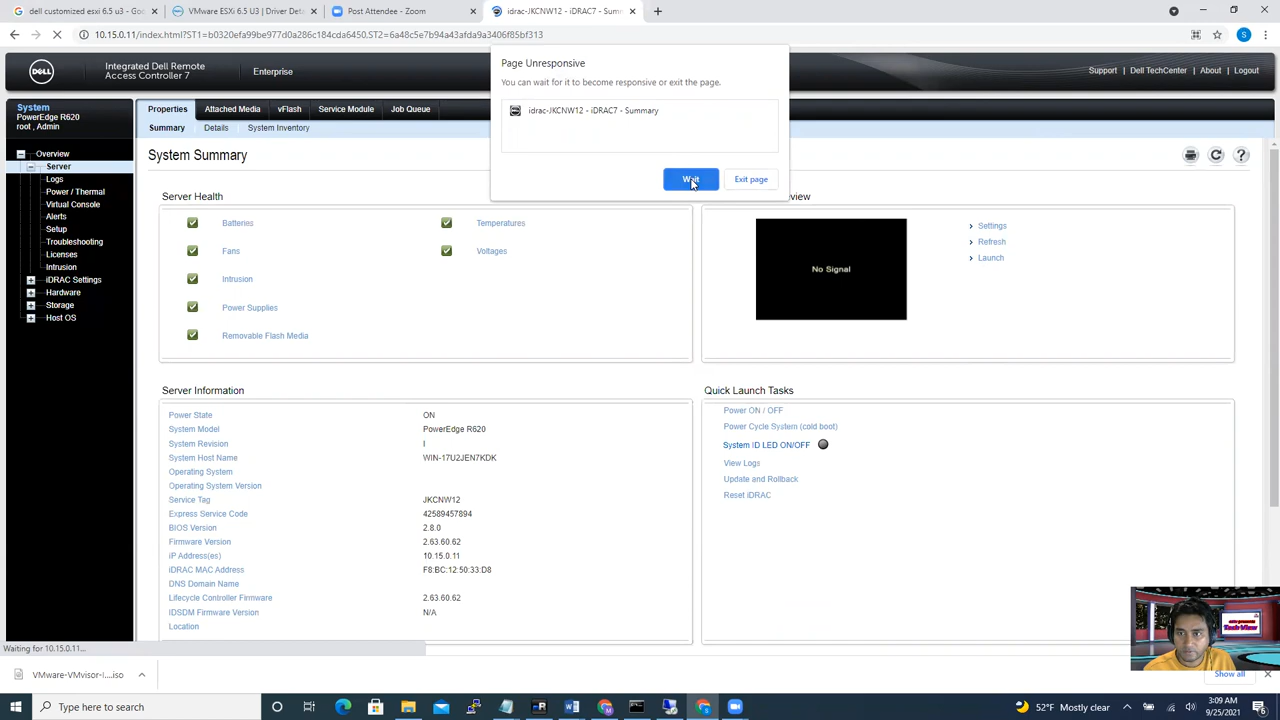 dell customized esxi 6.5 u3 - Go
Dell EMC VMware ESXi 6.5 U3 Driver Details
Post Attendee - Zoom
idrac-JKCNW12 - iDRAC7 - Summ
10.15.0.11/index.html?ST1=b0320efa99be977d0a286c184cda6450,ST2=6a48c5e7b94a43afda9a3406f85bf313
S
DELL
Integrated Dell Remote
Access Controller 7
Enterprise
Support | Dell TechCenter | About | Logout
Page Unresponsive
You can wait for it to become responsive or exit the page.
idrac-JKCNW12 - iDRAC7 - Summary
Wait
Exit page
System
PowerEdge R620
root , Admin
Overview
Server
Logs
Power / Thermal
Virtual Console
Alerts
Setup
Troubleshooting
Licenses
Intrusion
iDRAC Settings
Hardware
Storage
Host OS
Properties
Attached Media
vFlash
Service Module
Job Queue
Summary
Details
System Inventory
System Summary
Server Health
Batteries
Temperatures
Fans
Voltages
Intrusion
Power Supplies
Removable Flash Media
view
No Signal
Settings
Refresh
Launch
Server Information
Power State ON
System Model PowerEdge R620
System Revision I
System Host Name WIN-17U2JEN7KDK
Operating System
Operating System Version
Service Tag JKCNW12
Express Service Code 42589457894
BIOS Version 2.8.0
Firmware Version 2.63.60.62
IP Address(es) 10.15.0.11
iDRAC MAC Address F8:BC:12:50:33:D8
DNS Domain Name
Lifecycle Controller Firmware 2.63.60.62
IDSDM Firmware Version N/A
Location
Quick Launch Tasks
Power ON / OFF
Power Cycle System (cold boot)
System ID LED ON/OFF
View Logs
Update and Rollback
Reset iDRAC
Waiting for 10.15.0.11...
VMware-VMvisor-I....iso
Show all
Type here to search
52°F Mostly clear
3:09 AM
9/25/2021
6